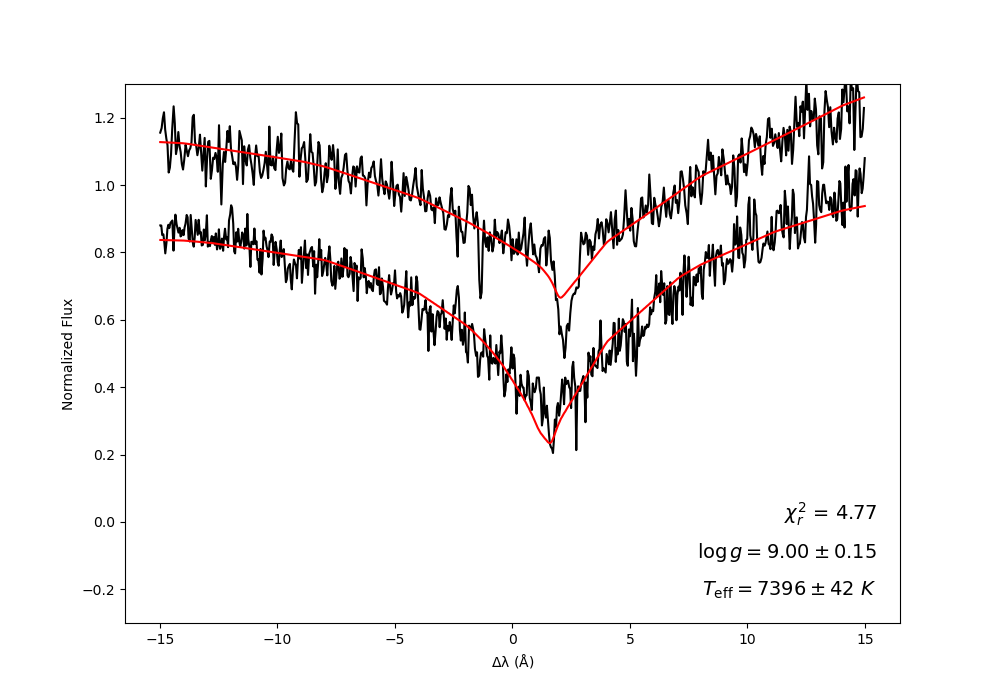 1.2
1.0
0.8
0.6
0.4
0.2
0.0
−0.2
Normalized Flux
χ²ᵣ = 4.77
log g = 9.00 ± 0.15
T_eff = 7396 ± 42 K
−15 −10 −5 0 5 10 15
Δλ (Å)